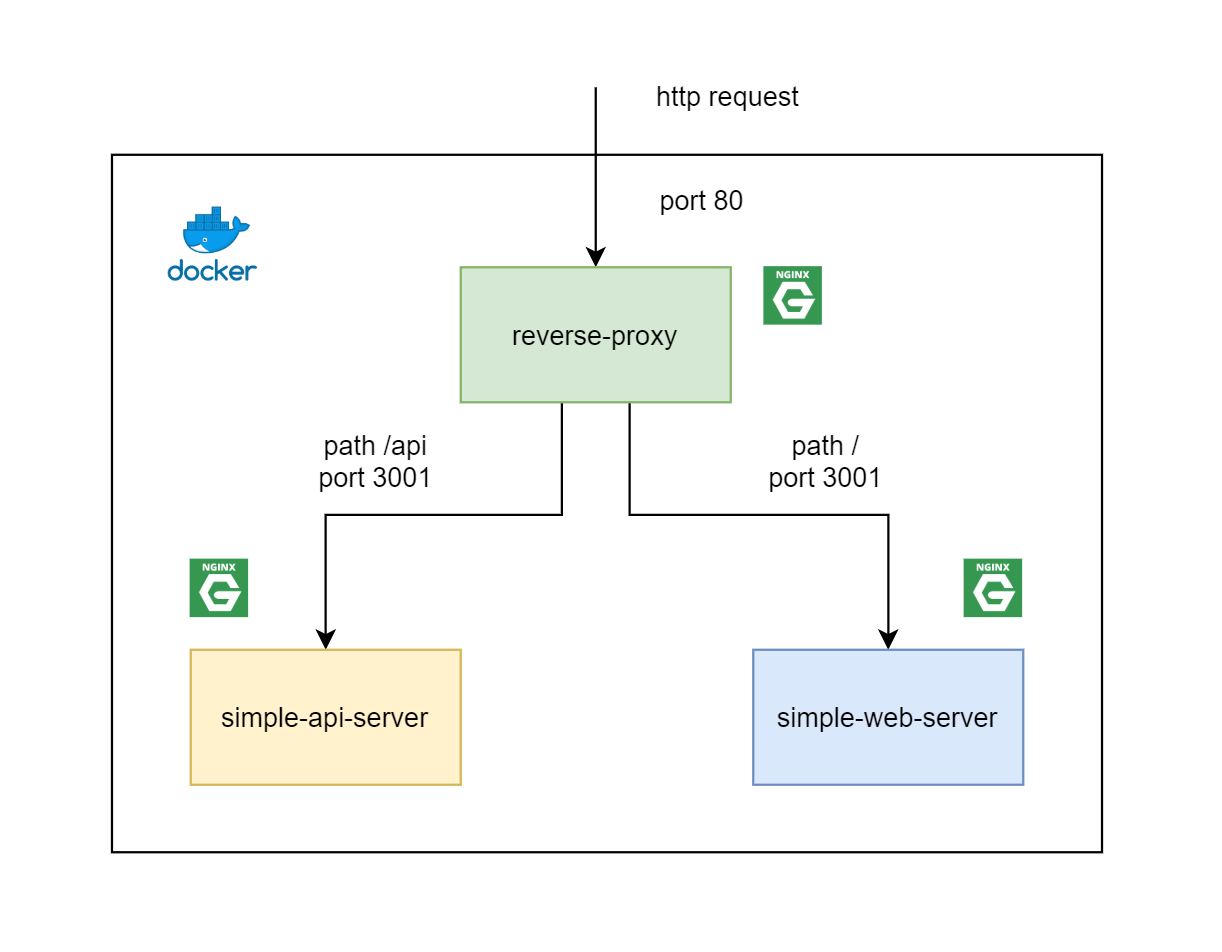 http request
port 80
docker
NGINX
reverse-proxy
path /api
port 3001
path /
port 3001
NGINX
NGINX
simple-api-server
simple-web-server